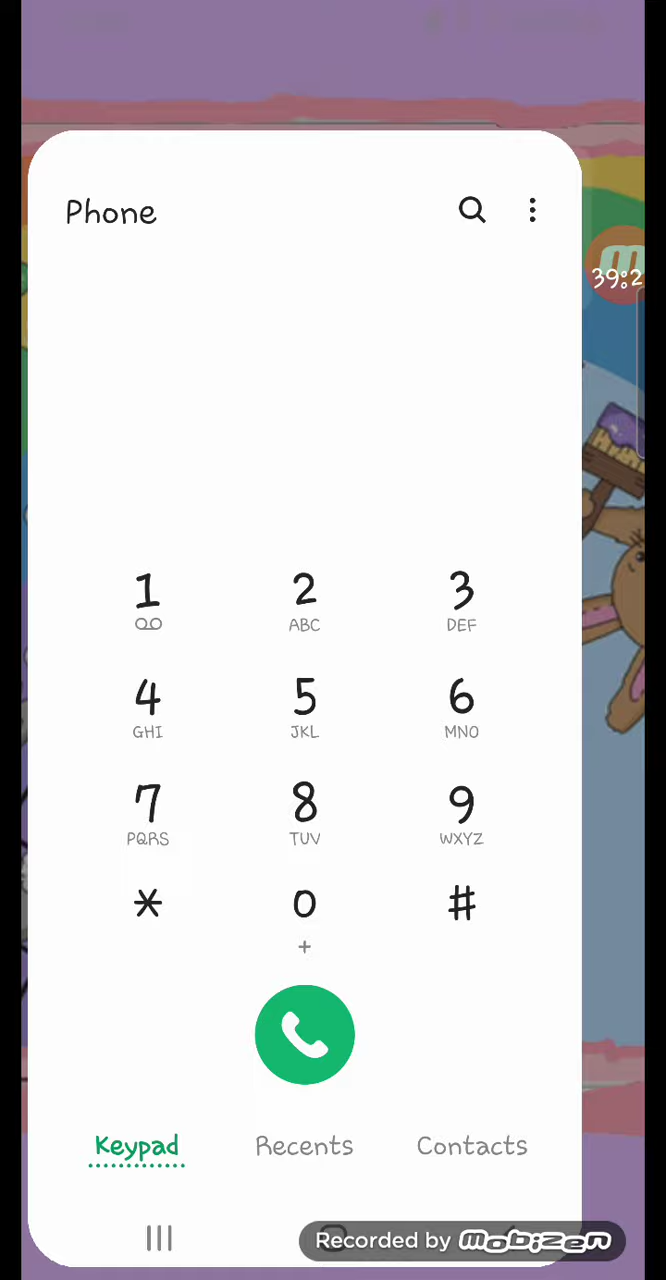 Phone
39:2
1
2 ABC
3 DEF
4 GHI
5 JKL
6 MNO
7 PQRS
8 TUV
9 WXYZ
*
0 +
#
Keypad
Recents
Contacts
Recorded by mobizen